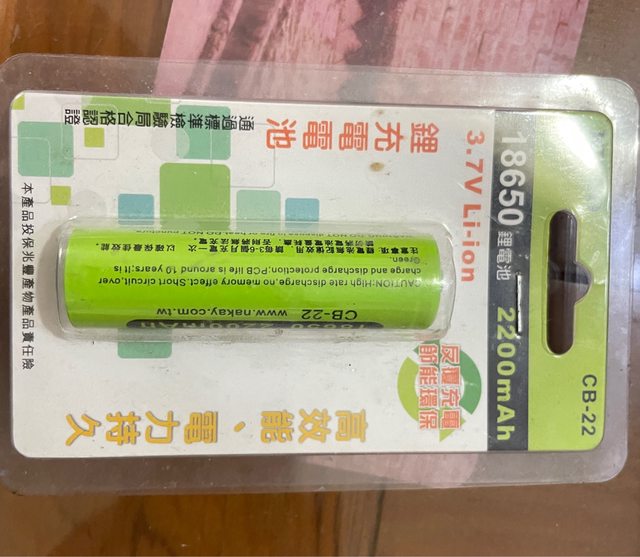 CB-22
18650 鋰電池 2200mAh
3.7V Li-ion
鋰充電電池
通過標準檢驗局合格認證
反覆充電
節能環保
高效能、電力持久
本產品投保兆豐產物產品責任險
18650 2200mAh
CB-22
www.nakay.com.tw
CAUTION:High rate discharge,no memory effect.Short circuit,over
charge and discharge protection;PCB life is around 10 years;It is
Green.